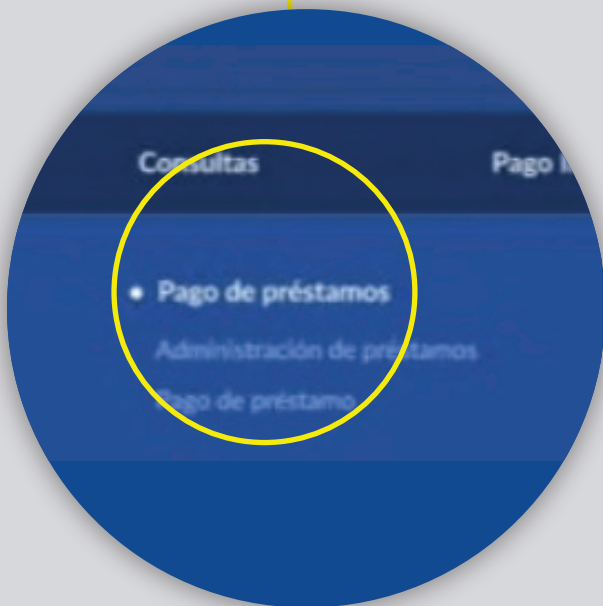 Consultas Pago
• Pago de préstamos
Administración de préstamos
Pago de préstamo